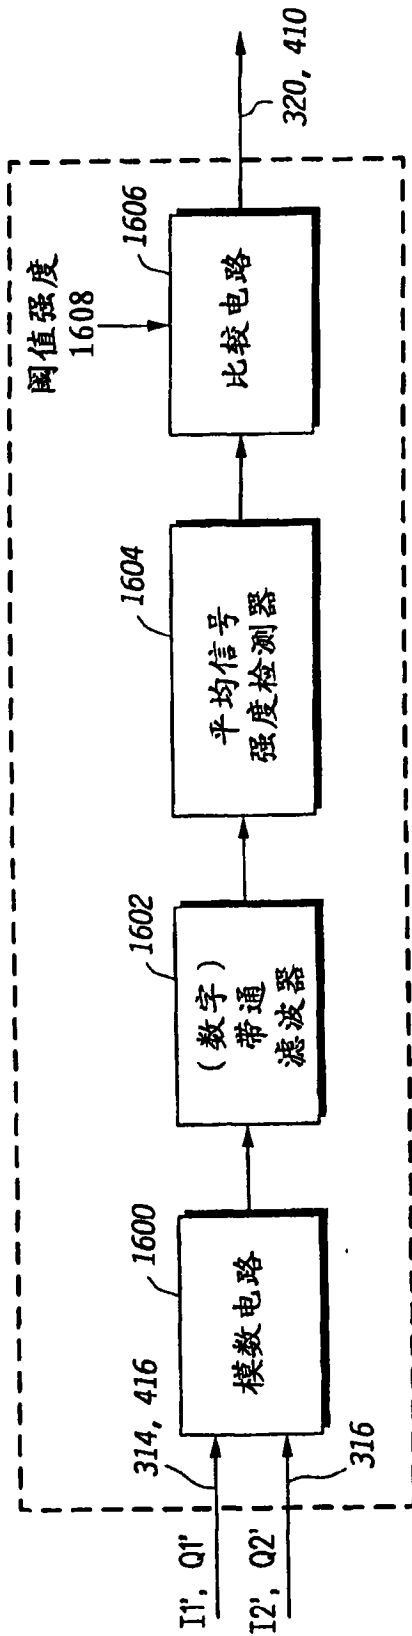 I1', Q1'
314, 416
I2', Q2'
316
1600
模数电路
1602
(数字)
带通
滤波器
1604
平均信号
强度检测器
阈值强度
1608
1606
比较电路
320, 410